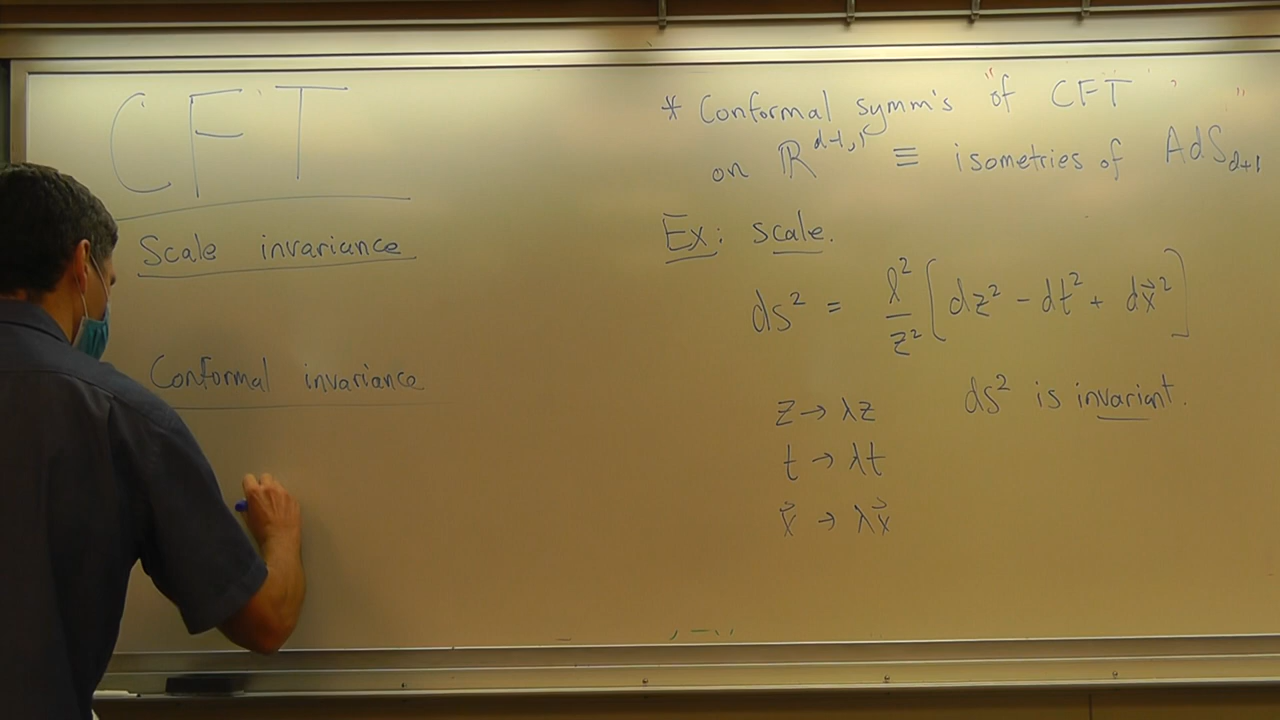 CFT
Scale invariance
Conformal invariance
* Conformal symm's of CFT
on ℝ^{d-1,1} ≡ isometries of AdS_{d+1}
Ex: scale.
ds² = l²/z² [dz² - dt² + dx⃗²]
z → λz
t → λt
x⃗ → λx⃗
ds² is invariant.